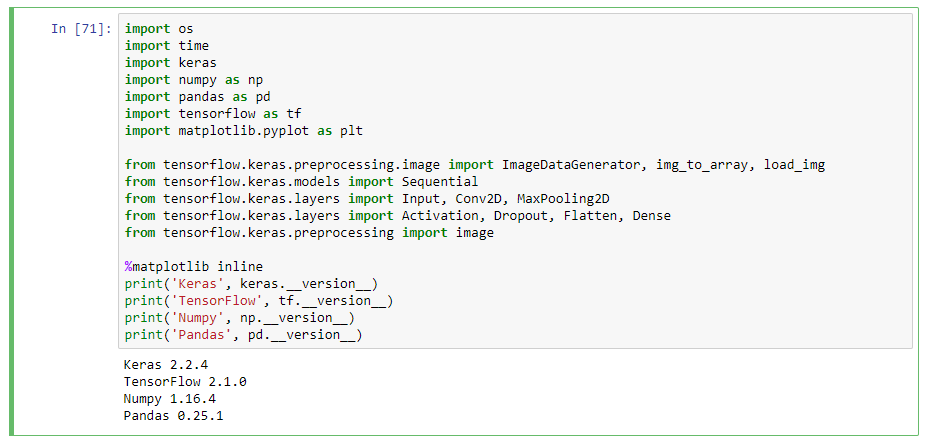 In [71]:
import os
import time
import keras
import numpy as np
import pandas as pd
import tensorflow as tf
import matplotlib.pyplot as plt
from tensorflow.keras.preprocessing.image import ImageDataGenerator, img_to_array, load_img
from tensorflow.keras.models import Sequential
from tensorflow.keras.layers import Input, Conv2D, MaxPooling2D
from tensorflow.keras.layers import Activation, Dropout, Flatten, Dense
from tensorflow.keras.preprocessing import image
%matplotlib inline
print('Keras', keras.__version__)
print('TensorFlow', tf.__version__)
print('Numpy', np.__version__)
print('Pandas', pd.__version__)
Keras 2.2.4
TensorFlow 2.1.0
Numpy 1.16.4
Pandas 0.25.1